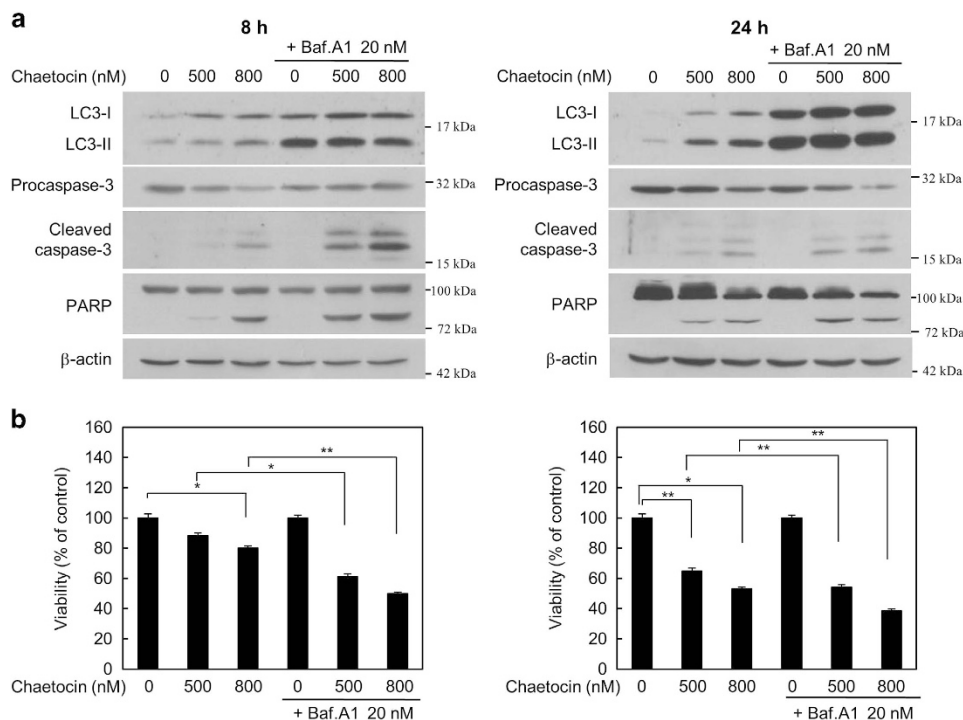 a
8 h
+ Baf.A1 20 nM
Chaetocin (nM) 0 500 800 0 500 800
LC3-I
17 kDa
LC3-II
Procaspase-3
32 kDa
Cleaved
caspase-3
15 kDa
100 kDa
PARP
72 kDa
β-actin
42 kDa
24 h
+ Baf.A1 20 nM
Chaetocin (nM) 0 500 800 0 500 800
LC3-I
17 kDa
LC3-II
32 kDa
Procaspase-3
Cleaved
caspase-3
15 kDa
100 kDa
PARP
72 kDa
β-actin
42 kDa
b
Viability (% of control)
160
140
120
100
80
60
40
20
0
**
*
*
Chaetocin (nM) 0 500 800 0 500 800
+ Baf.A1 20 nM
Viability (% of control)
160
140
120
100
80
60
40
20
0
**
**
*
**
Chaetocin (nM) 0 500 800 0 500 800
+ Baf.A1 20 nM